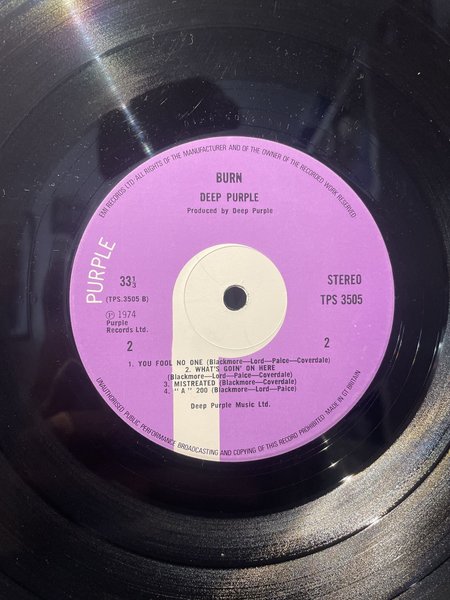 EMI RECORDS LTD. ALL RIGHTS OF THE MANUFACTURER AND OF THE OWNER OF THE RECORDED WORK RESERVED.
BURN
DEEP PURPLE
Produced by Deep Purple
PURPLE
33⅓
STEREO
(TPS.3505 B)
TPS 3505
Ⓟ 1974
Purple
Records Ltd.
2
2
1. YOU FOOL NO ONE (Blackmore—Lord—Paice—Coverdale)
2. WHAT'S GOIN' ON HERE
(Blackmore—Lord—Paice—Coverdale)
3. MISTREATED (Blackmore—Coverdale)
4. "A" 200 (Blackmore—Lord—Paice)
Deep Purple Music Ltd.
UNAUTHORISED PUBLIC PERFORMANCE BROADCASTING AND COPYING OF THIS RECORD PROHIBITED·MADE IN GT BRITAIN